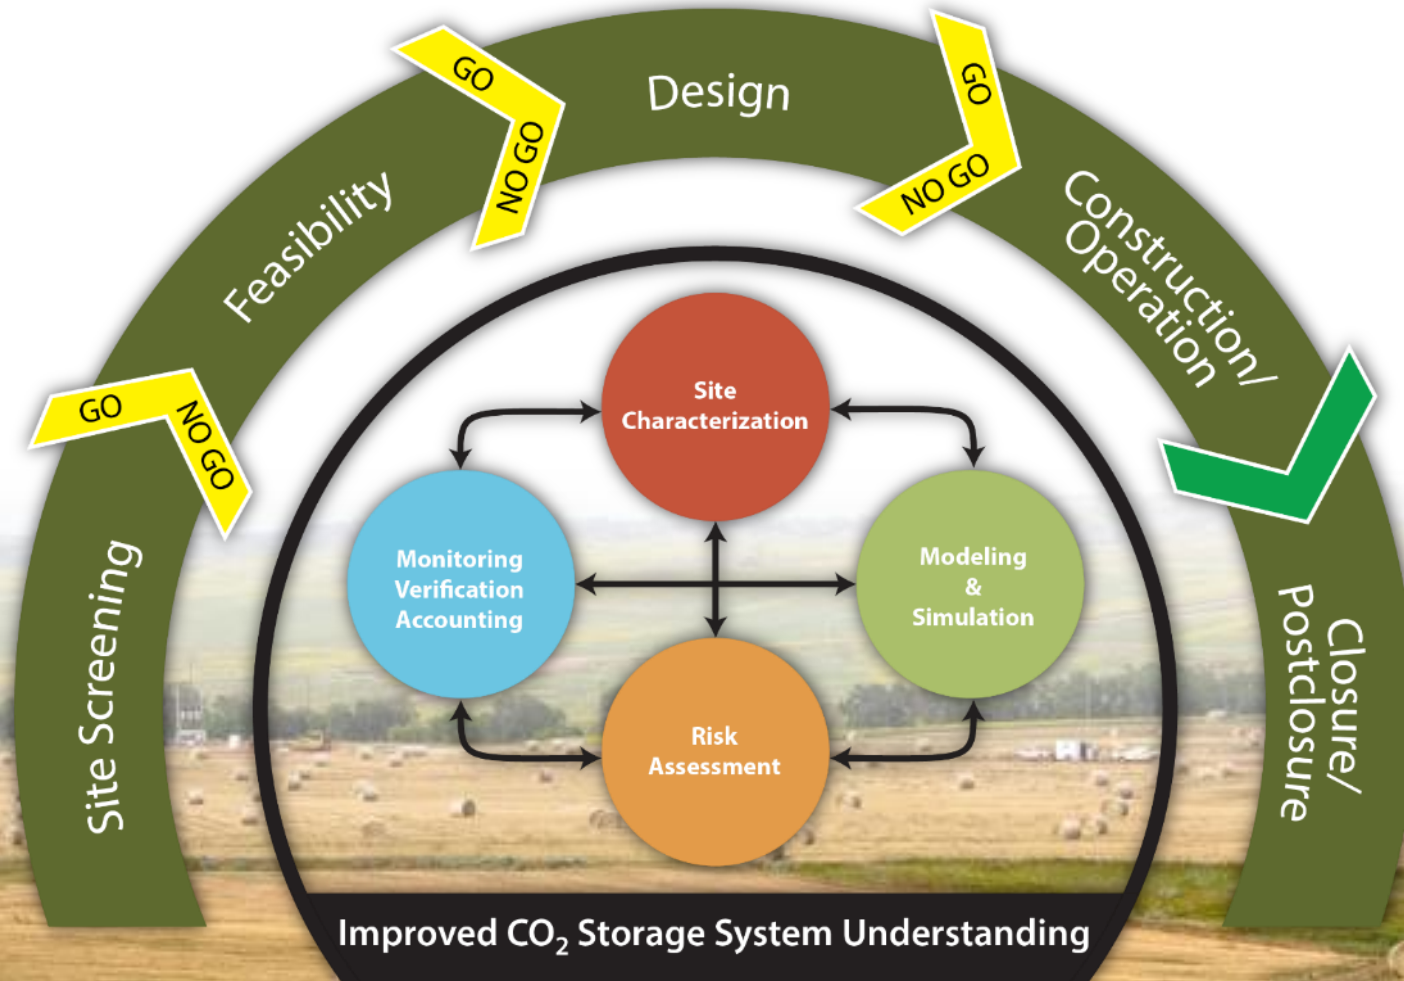 Site Screening
GO
NO GO
Feasibility
GO
NO GO
Design
GO
NO GO
Construction/
Operation
Closure/
Postclosure
Site
Characterization
Monitoring
Verification
Accounting
Modeling
&
Simulation
Risk
Assessment
Improved CO₂ Storage System Understanding